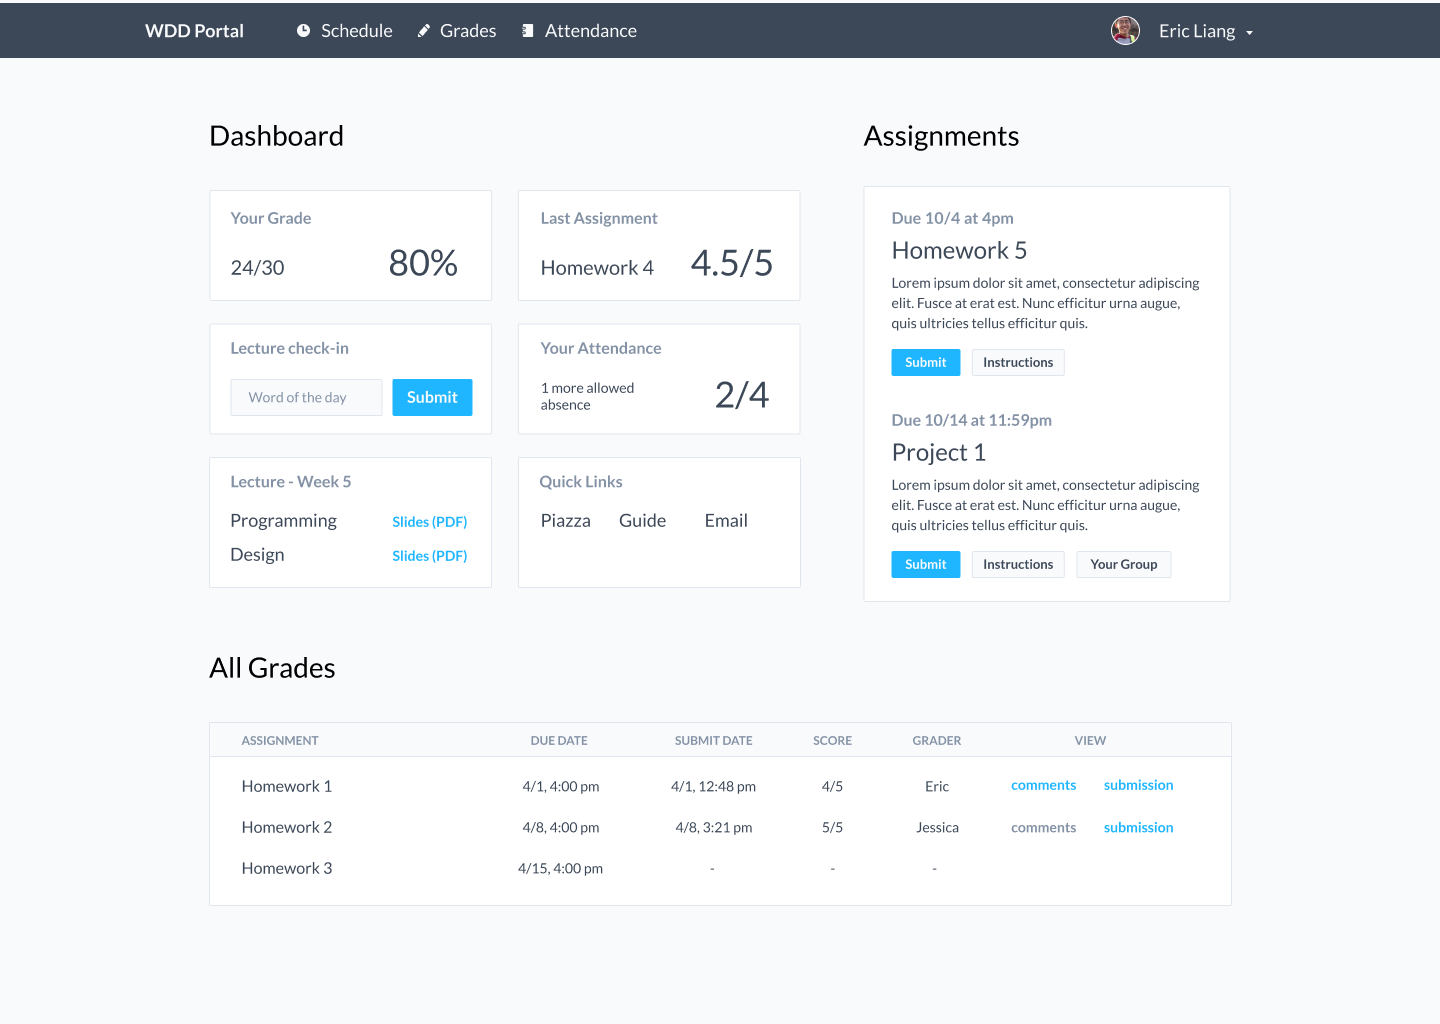 WDD Portal
Schedule
Grades
Attendance
Eric Liang
Dashboard
Your Grade
24/30
80%
Last Assignment
Homework 4
4.5/5
Lecture check-in
Word of the day
Submit
Your Attendance
1 more allowed
absence
2/4
Lecture - Week 5
Programming
Slides (PDF)
Design
Slides (PDF)
Quick Links
Piazza
Guide
Email
Assignments
Due 10/4 at 4pm
Homework 5
Lorem ipsum dolor sit amet, consectetur adipiscing
elit. Fusce at erat est. Nunc efficitur urna augue,
quis ultricies tellus efficitur quis.
Submit
Instructions
Due 10/14 at 11:59pm
Project 1
Lorem ipsum dolor sit amet, consectetur adipiscing
elit. Fusce at erat est. Nunc efficitur urna augue,
quis ultricies tellus efficitur quis.
Submit
Instructions
Your Group
All Grades
ASSIGNMENT DUE DATE SUBMIT DATE SCORE GRADER VIEW
Homework 1 4/1, 4:00 pm 4/1, 12:48 pm 4/5 Eric comments submission
Homework 2 4/8, 4:00 pm 4/8, 3:21 pm 5/5 Jessica comments submission
Homework 3 4/15, 4:00 pm - - -